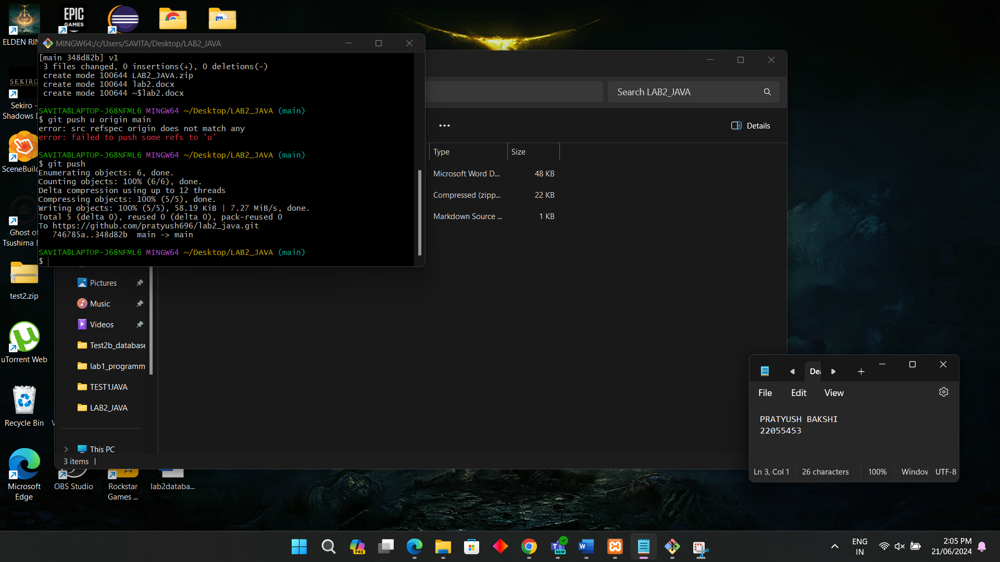 ELDEN RIN
EPIC
GAMES
MINGW64:/c/Users/SAVITA/Desktop/LAB2_JAVA
[main 348d82b] v1
3 files changed, 0 insertions(+), 0 deletions(-)
create mode 100644 LAB2_JAVA.zip
create mode 100644 lab2.docx
create mode 100644 ~$lab2.docx
SAVITA@LAPTOP-J68NFML6 MINGW64 ~/Desktop/LAB2_JAVA (main)
$ git push u origin main
error: src refspec origin does not match any
error: failed to push some refs to 'u'
SAVITA@LAPTOP-J68NFML6 MINGW64 ~/Desktop/LAB2_JAVA (main)
$ git push
Enumerating objects: 6, done.
Counting objects: 100% (6/6), done.
Delta compression using up to 12 threads
Compressing objects: 100% (5/5), done.
Writing objects: 100% (5/5), 58.19 KiB | 7.27 MiB/s, done.
Total 5 (delta 0), reused 0 (delta 0), pack-reused 0
To https://github.com/pratyush696/lab2_java.git
746785a..348d82b  main -> main
SAVITA@LAPTOP-J68NFML6 MINGW64 ~/Desktop/LAB2_JAVA (main)
$
Search LAB2_JAVA
Details
Type Size
Microsoft Word D... 48 KB
Compressed (zipp... 22 KB
Markdown Source ... 1 KB
SEKIRO
Sekiro -
Shadows D
SceneBuil
Ghost of
Tsushima D
test2.zip
uTorrent Web
Recycle Bin
Microsoft
Edge
OBS Studio
Rockstar
Games ...
lab2databa...
Pictures
Music
Videos
Test2b_database
lab1_programm
TEST1JAVA
LAB2_JAVA
This PC
3 items
Dea
File Edit View
PRATYUSH BAKSHI
22055453
Ln 3, Col 1 26 characters 100% Window UTF-8
PRE
NEW
ENG
IN
2:05 PM
21/06/2024